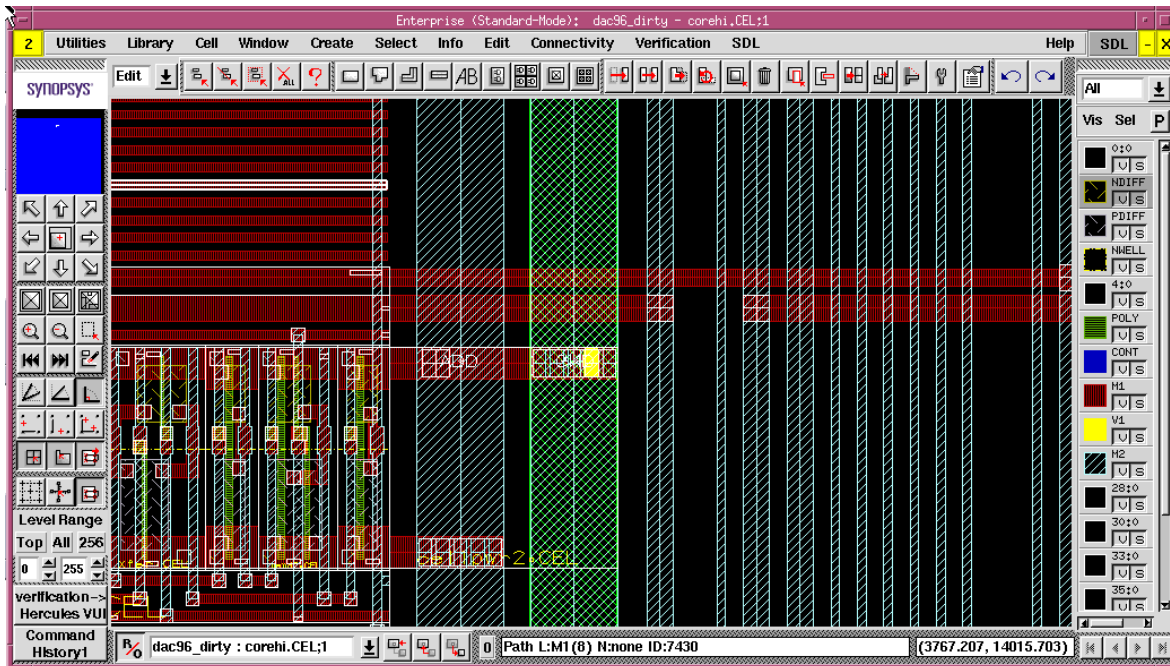 Enterprise (Standard-Mode): dac96_dirty - corehi.CEL;1
2 Utilities Library Cell Window Create Select Info Edit Connectivity Verification SDL Help SDL - X
SYNOPSYS
Edit
AB
ALL
?
All
Vis Sel P
0:0
V S
NDIFF
V S
PDIFF
V S
NWELL
V S
4:0
V S
POLY
V S
CONT
V S
M1
V S
V1
V S
M2
V S
28:0
V S
30:0
V S
33:0
V S
35:0
V S
Level Range
Top All 256
0 255
verification->
Hercules VUI
Command
History1
R/O dac96_dirty : corehi.CEL;1 0 Path L:M1(8) N:none ID:7430 (3767.207, 14015.703)